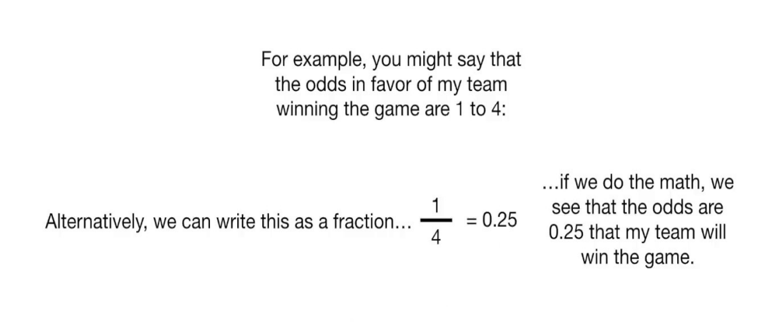 For example, you might say that
the odds in favor of my team
winning the game are 1 to 4:
Alternatively, we can write this as a fraction... 1/4 = 0.25
...if we do the math, we
see that the odds are
0.25 that my team will
win the game.